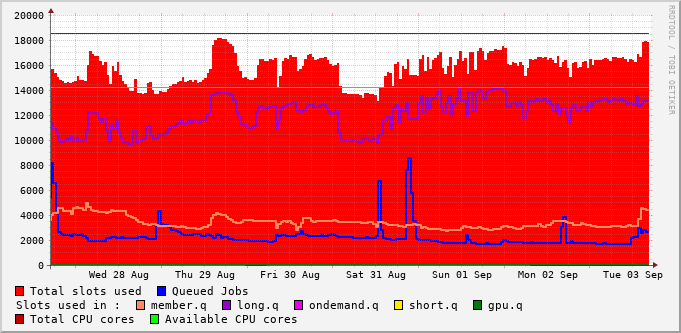 20000
18000
16000
14000
12000
10000
8000
6000
4000
2000
0
Wed 28 Aug Thu 29 Aug Fri 30 Aug Sat 31 Aug Sun 01 Sep Mon 02 Sep Tue 03 Sep
RRDTOOL / TOBI OETIKER
Total slots used Queued Jobs
Slots used in : member.q long.q ondemand.q short.q gpu.q
Total CPU cores Available CPU cores